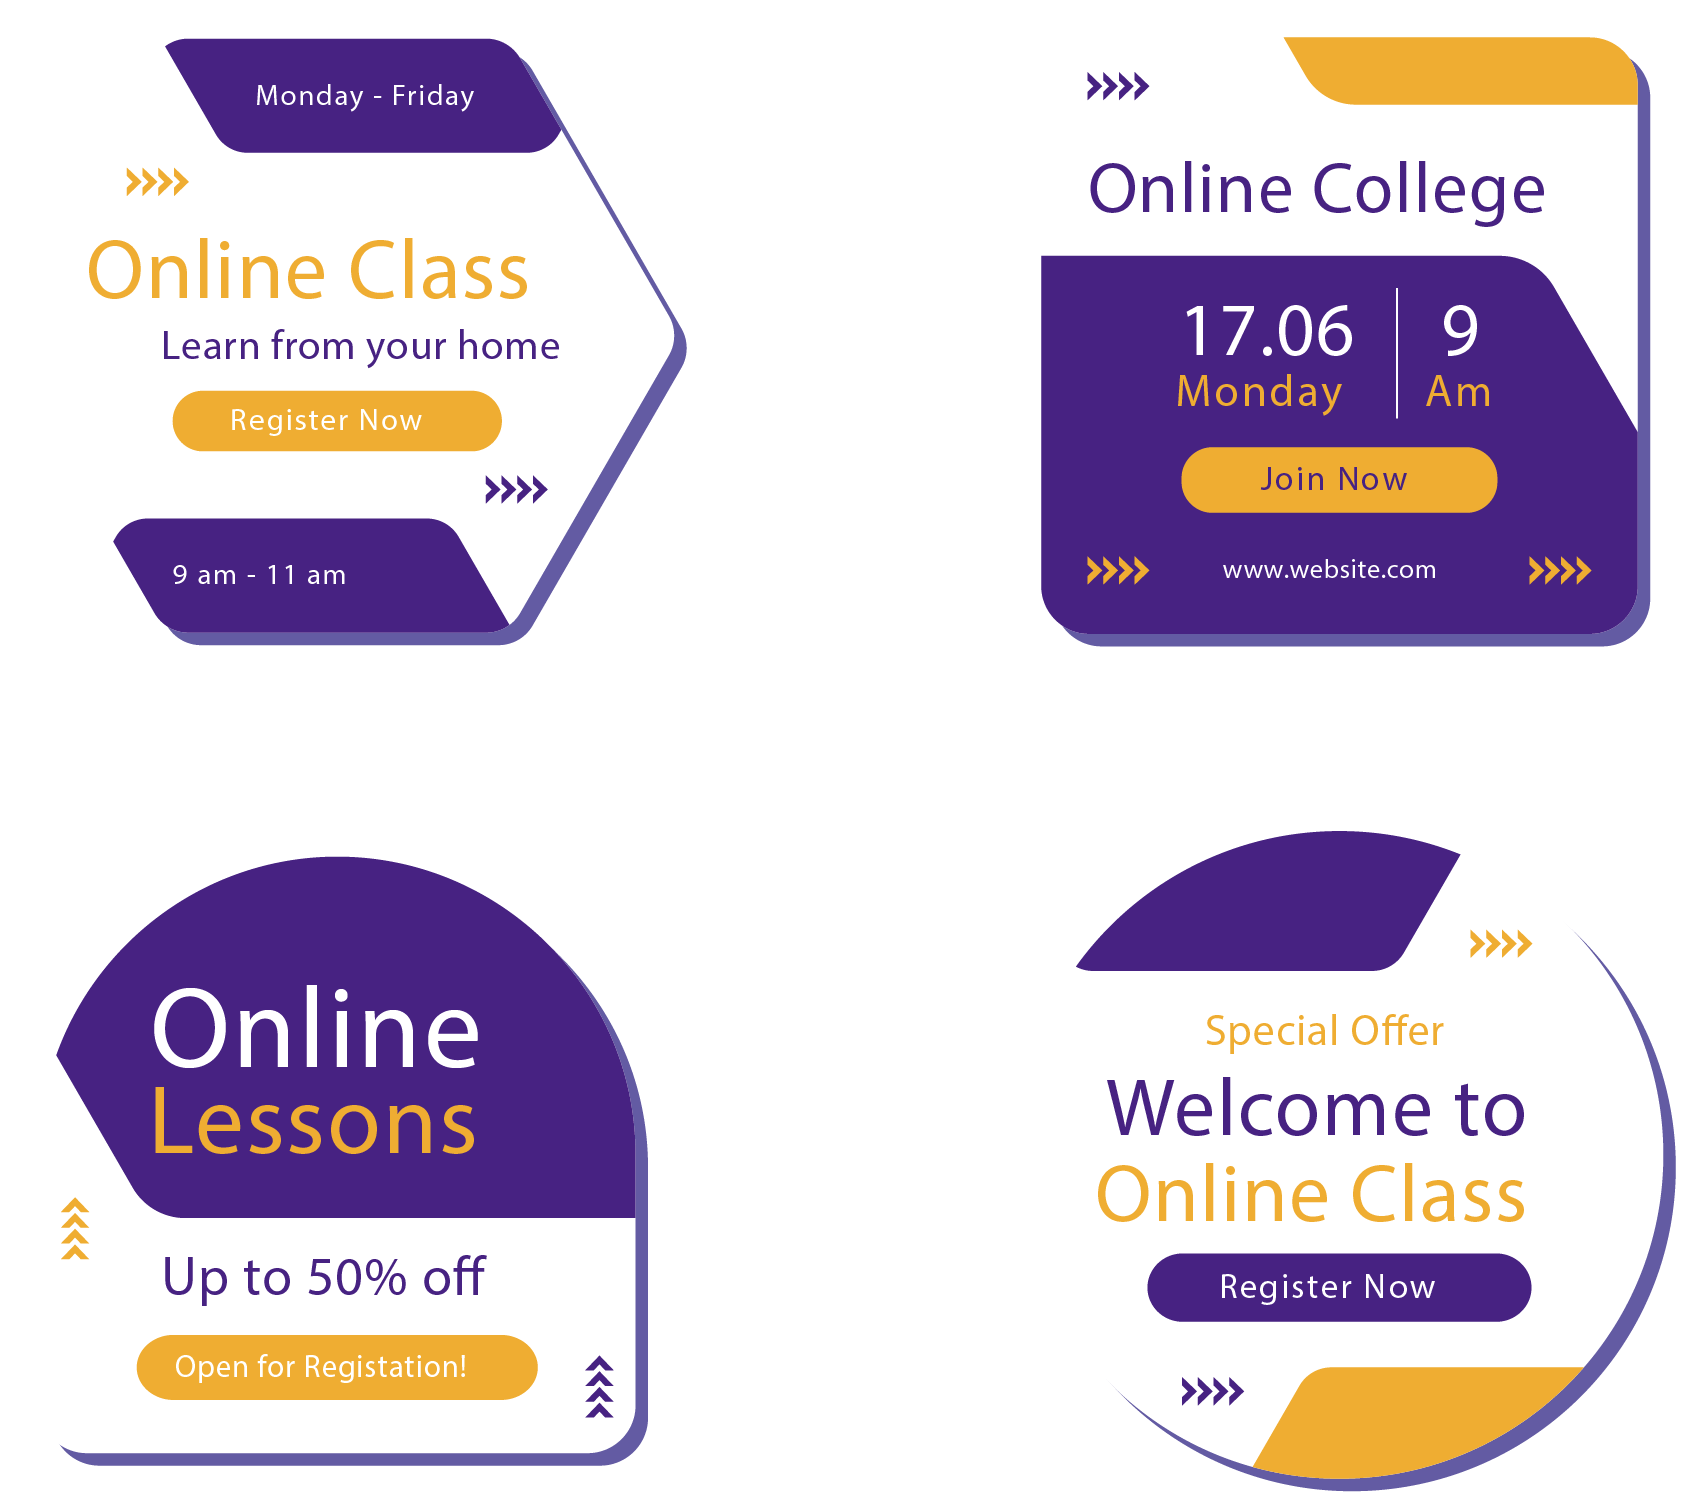 Monday - Friday
Online Class
Learn from your home
Register Now
9 am - 11 am
Online College
17.06
Monday
9
Am
Join Now
www.website.com
Online
Lessons
Up to 50% off
Open for Registation!
Special Offer
Welcome to
Online Class
Register Now